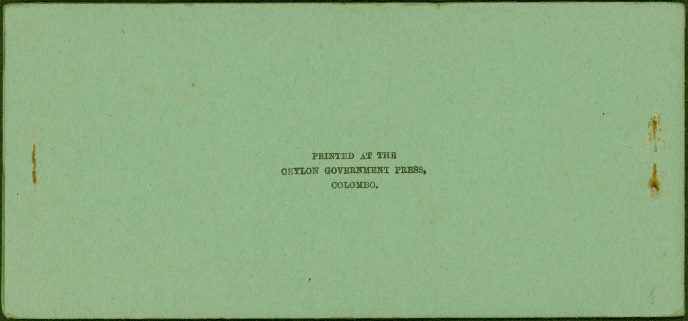 PRINTED AT THE
CEYLON GOVERNMENT PRESS,
COLOMBO.